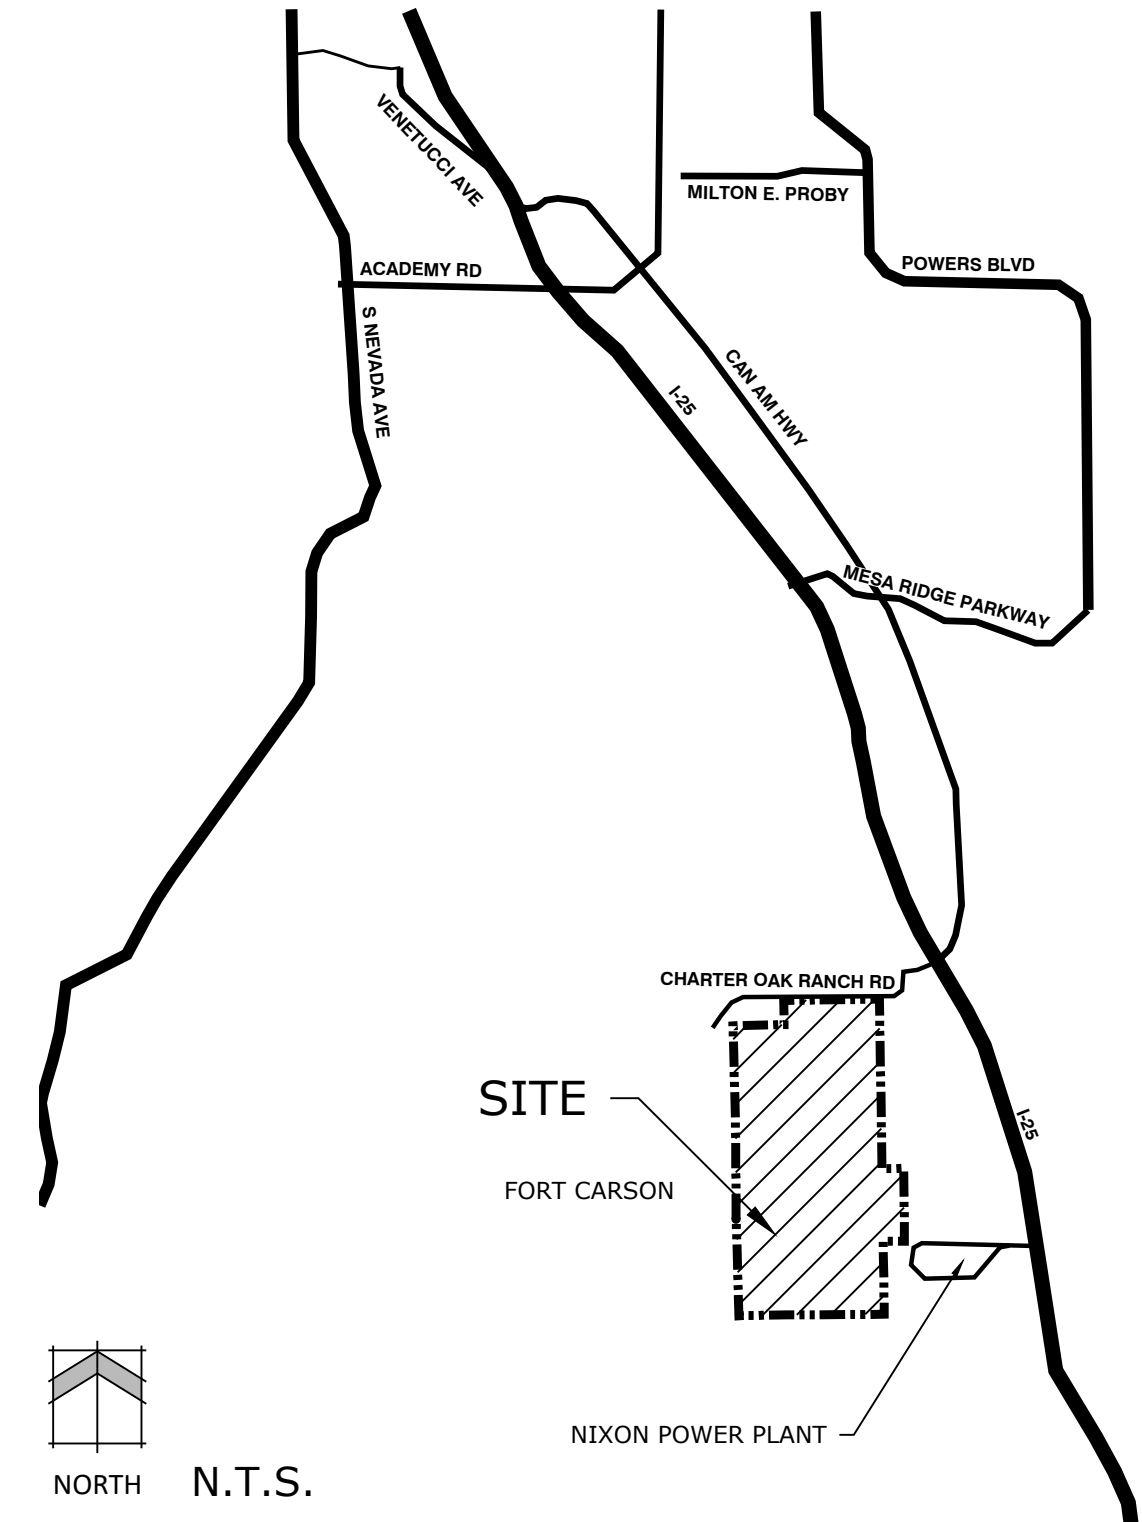 VENETUCCI AVE
MILTON E. PROBY
ACADEMY RD
POWERS BLVD
S NEVADA AVE
I-25
CAN AM HWY
MESA RIDGE PARKWAY
CHARTER OAK RANCH RD
SITE
I-25
FORT CARSON
NIXON POWER PLANT
NORTH
N.T.S.